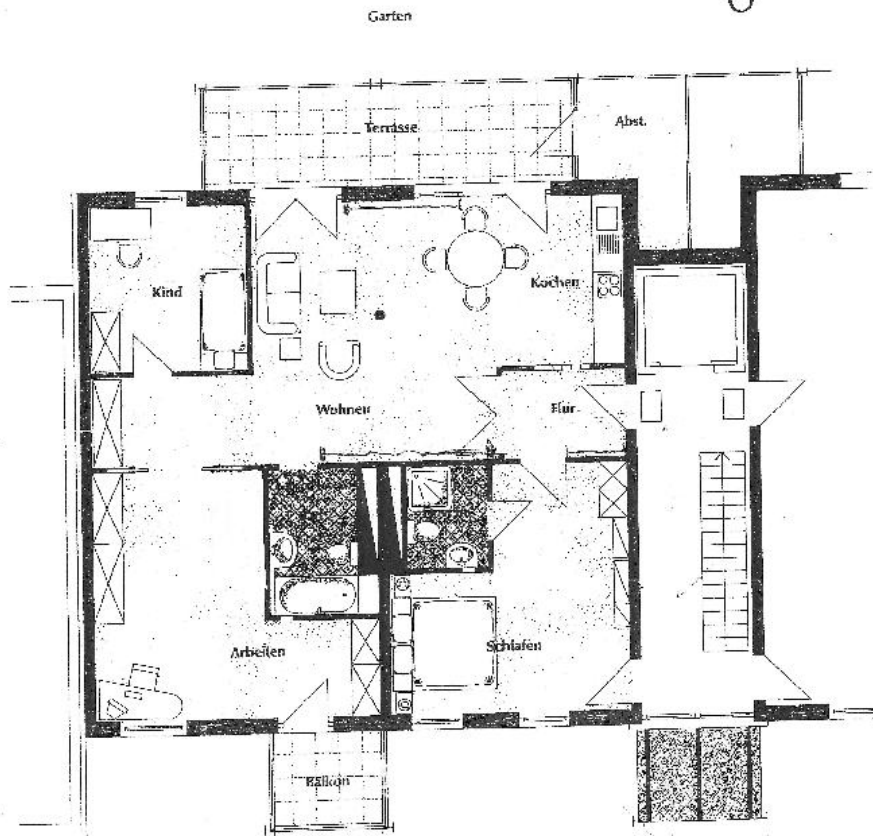 Garten
Terrasse
Abst.
Kind
Kochen
Wohnen
Flur
Arbeiten
Schlafen
Balkon